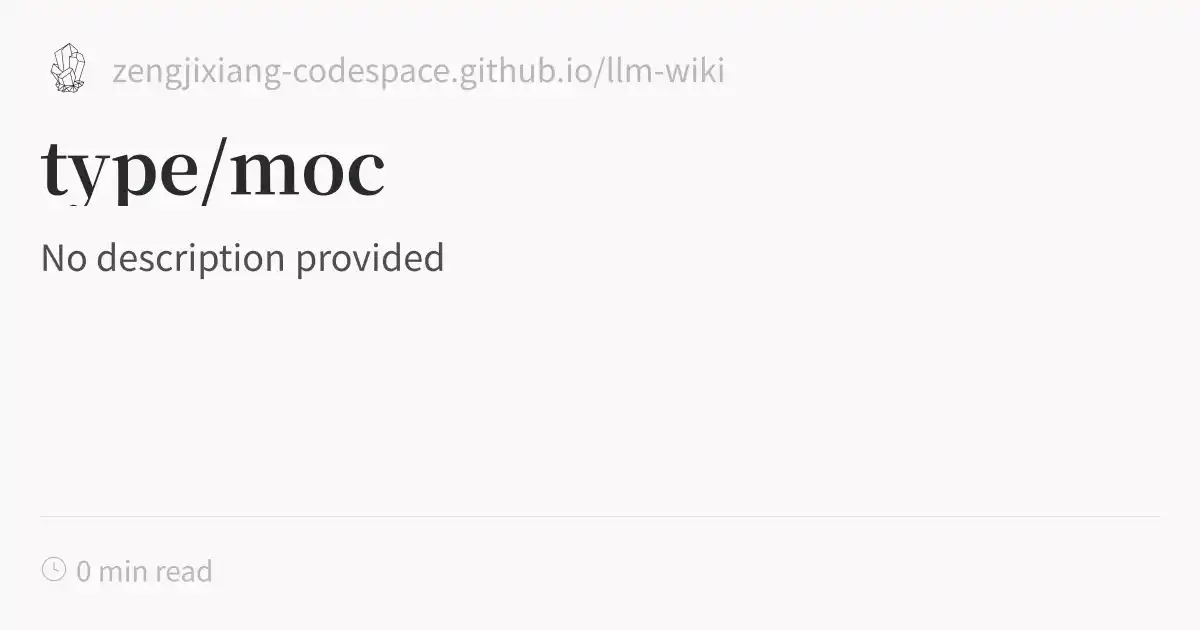 zengjixiang-codespace.github.io/llm-wiki
type/moc
No description provided
0 min read